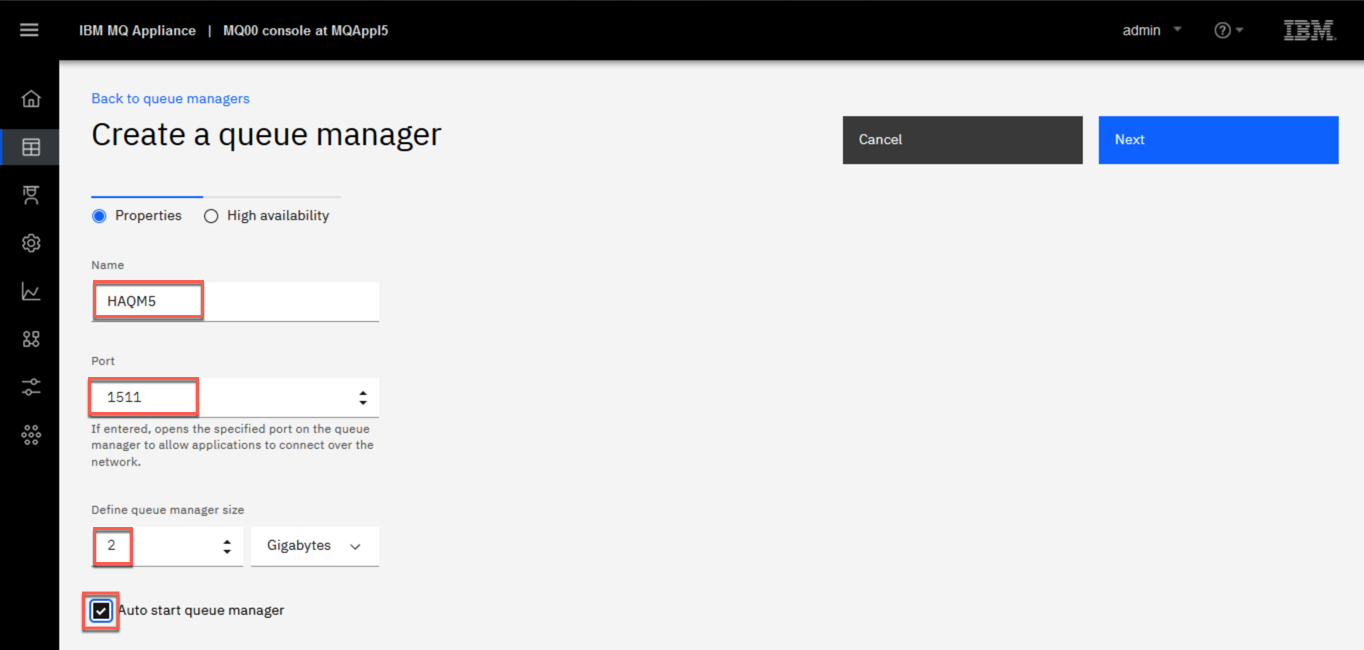 IBM MQ Appliance | MQ00 console at MQAppl5
admin
IBM
Back to queue managers
Create a queue manager
Cancel
Next
Properties
High availability
Name
HAQM5
Port
1511
If entered, opens the specified port on the queue
manager to allow applications to connect over the
network.
Define queue manager size
2
Gigabytes
Auto start queue manager